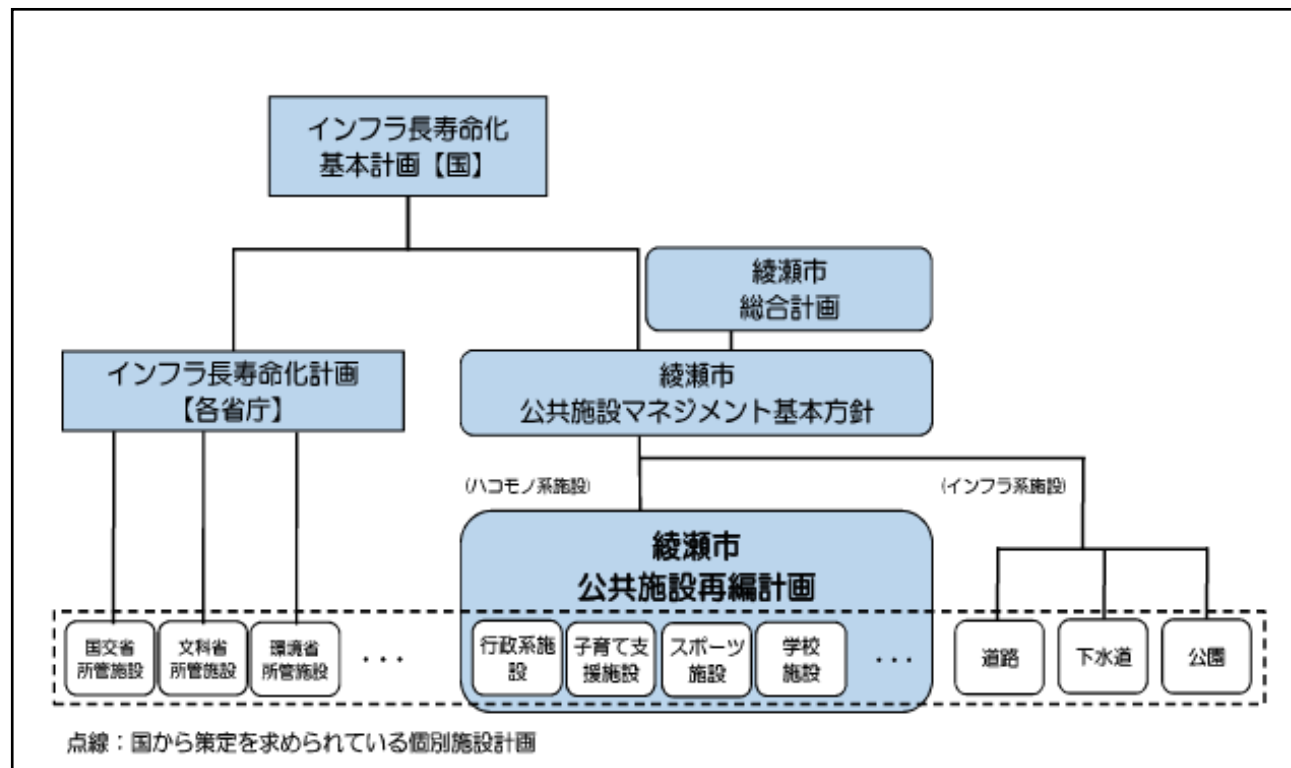 インフラ長寿命化
基本計画【国】
綾瀬市
総合計画
インフラ長寿命化計画
【各省庁】
綾瀬市
公共施設マネジメント基本方針
(ハコモノ系施設)
(インフラ系施設)
綾瀬市
公共施設再編計画
国交省
所管施設
文科省
所管施設
環境省
所管施設
・・・
行政系施
設
子育て支
援施設
スポーツ
施設
学校
施設
・・・
道路
下水道
公園
点線：国から策定を求められている個別施設計画